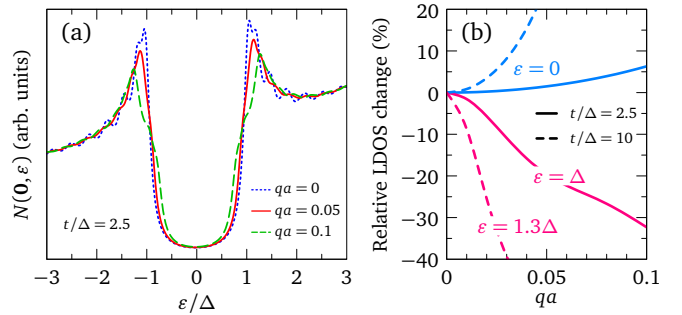 (a)
N(0, ε) (arb. units)
t/Δ = 2.5
qa = 0
qa = 0.05
qa = 0.1
−3 −2 −1 0 1 2 3
ε/Δ
(b)
Relative LDOS change (%)
20
10
0
−10
−20
−30
−40
ε = 0
t/Δ = 2.5
t/Δ = 10
ε = Δ
ε = 1.3Δ
0 0.05 0.1
qa